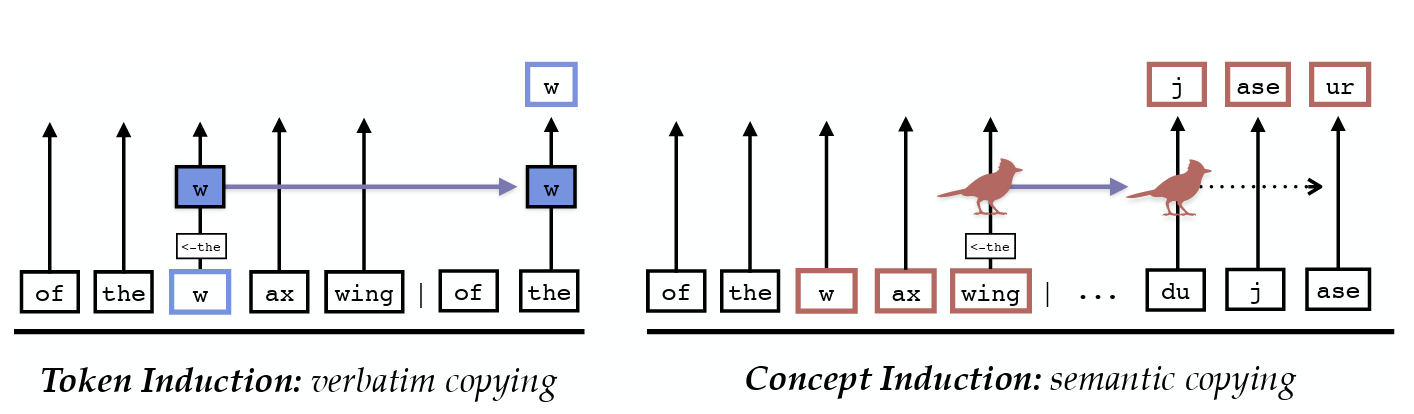 w
j ase ur
w w
<-the <-the
of the w ax wing | of the
of the w ax wing | ... du j ase
Token Induction: verbatim copying
Concept Induction: semantic copying